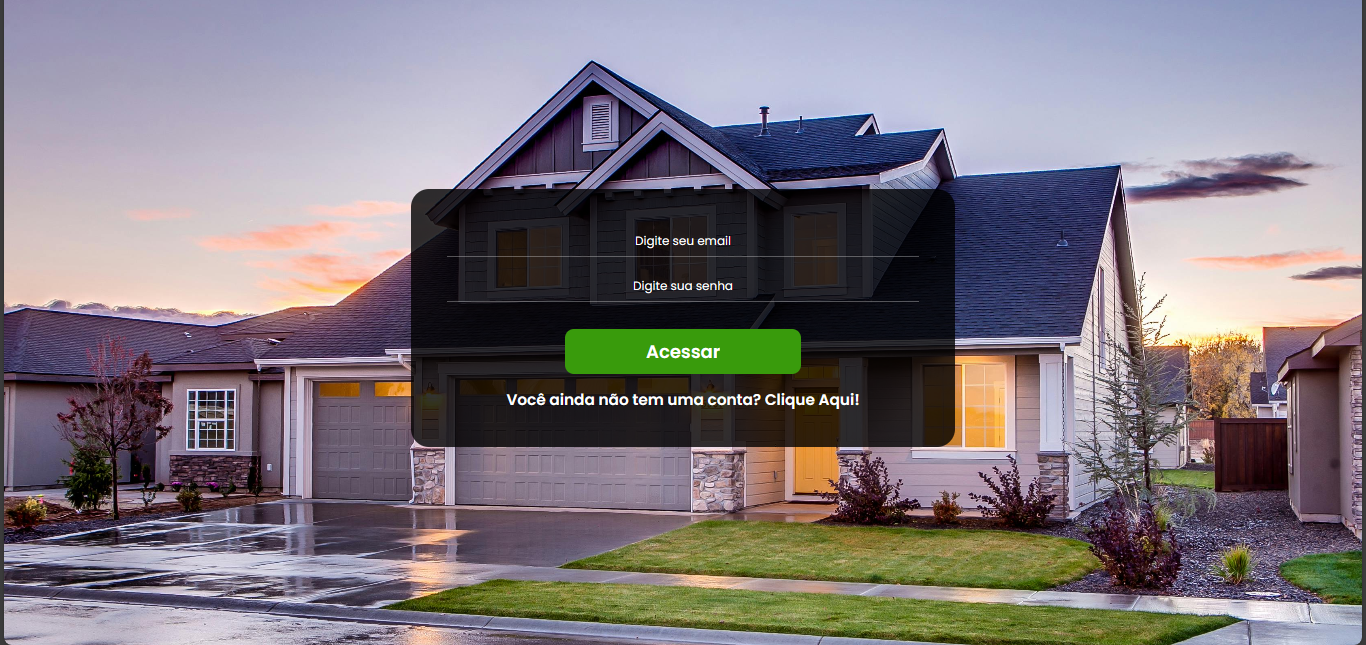 Digite seu email
Digite sua senha
Acessar
Você ainda não tem uma conta? Clique Aqui!